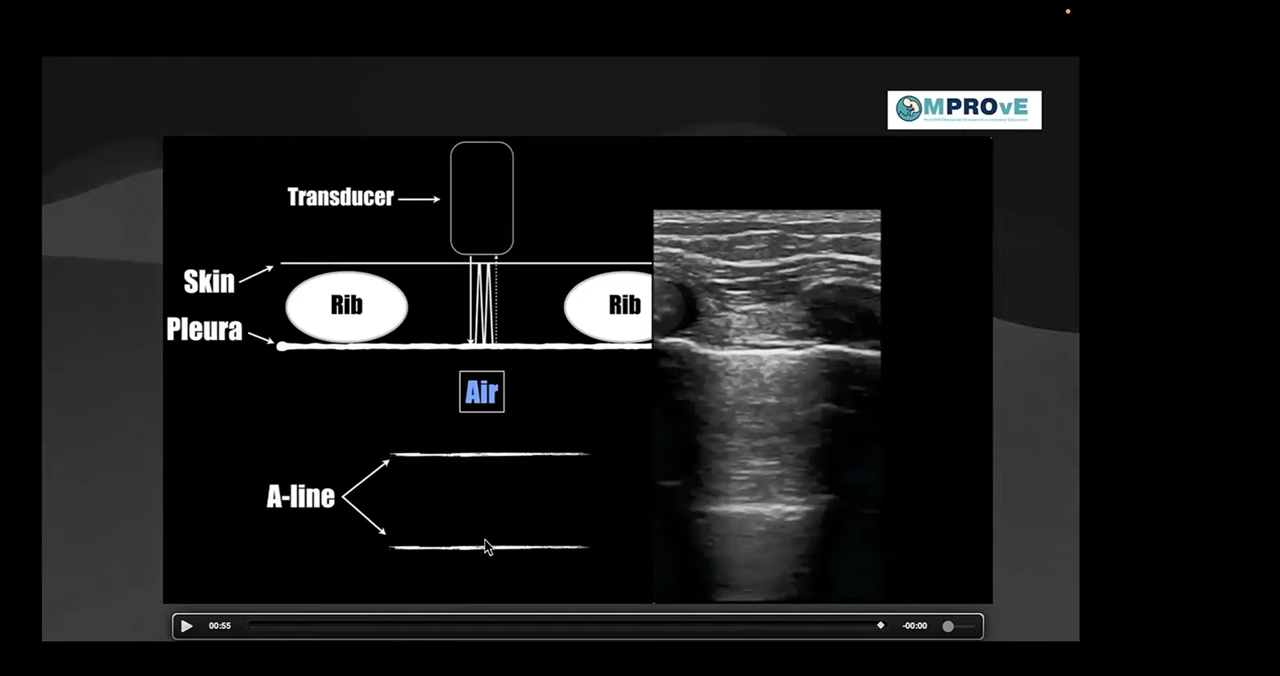 MPROvE
Transducer
Skin
Rib
Rib
Pleura
Air
A-line
00:55
-00:00